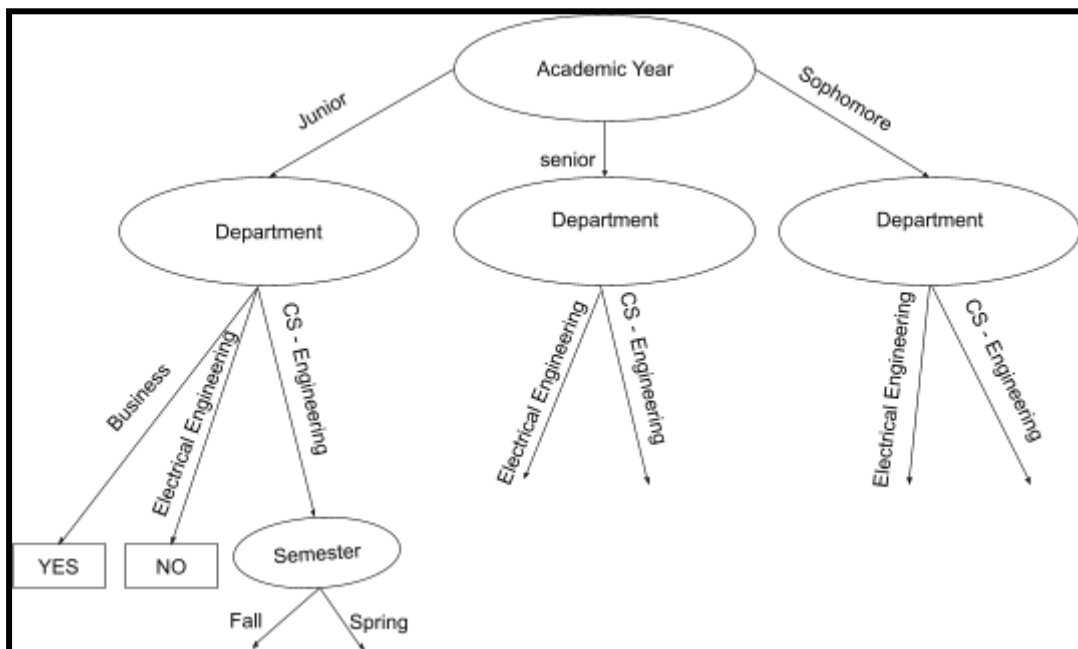 Academic Year
Junior
senior
Sophomore
Department
Department
Department
Business
Electrical Engineering
CS - Engineering
Electrical Engineering
CS - Engineering
Electrical Engineering
CS - Engineering
YES
NO
Semester
Fall
Spring